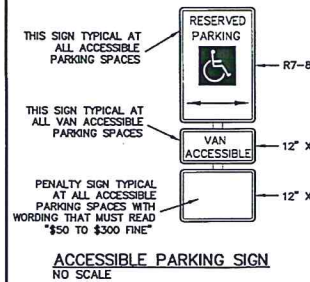 THIS SIGN TYPICAL AT
ALL ACCESSIBLE
PARKING SPACES
RESERVED
PARKING
R7-8
THIS SIGN TYPICAL AT
ALL VAN ACCESSIBLE
PARKING SPACES
VAN
ACCESSIBLE
12" X
PENALTY SIGN TYPICAL
AT ALL ACCESSIBLE
PARKING SPACES WITH
WORDING THAT MUST READ
"$50 TO $300 FINE"
12" X
ACCESSIBLE PARKING SIGN
NO SCALE